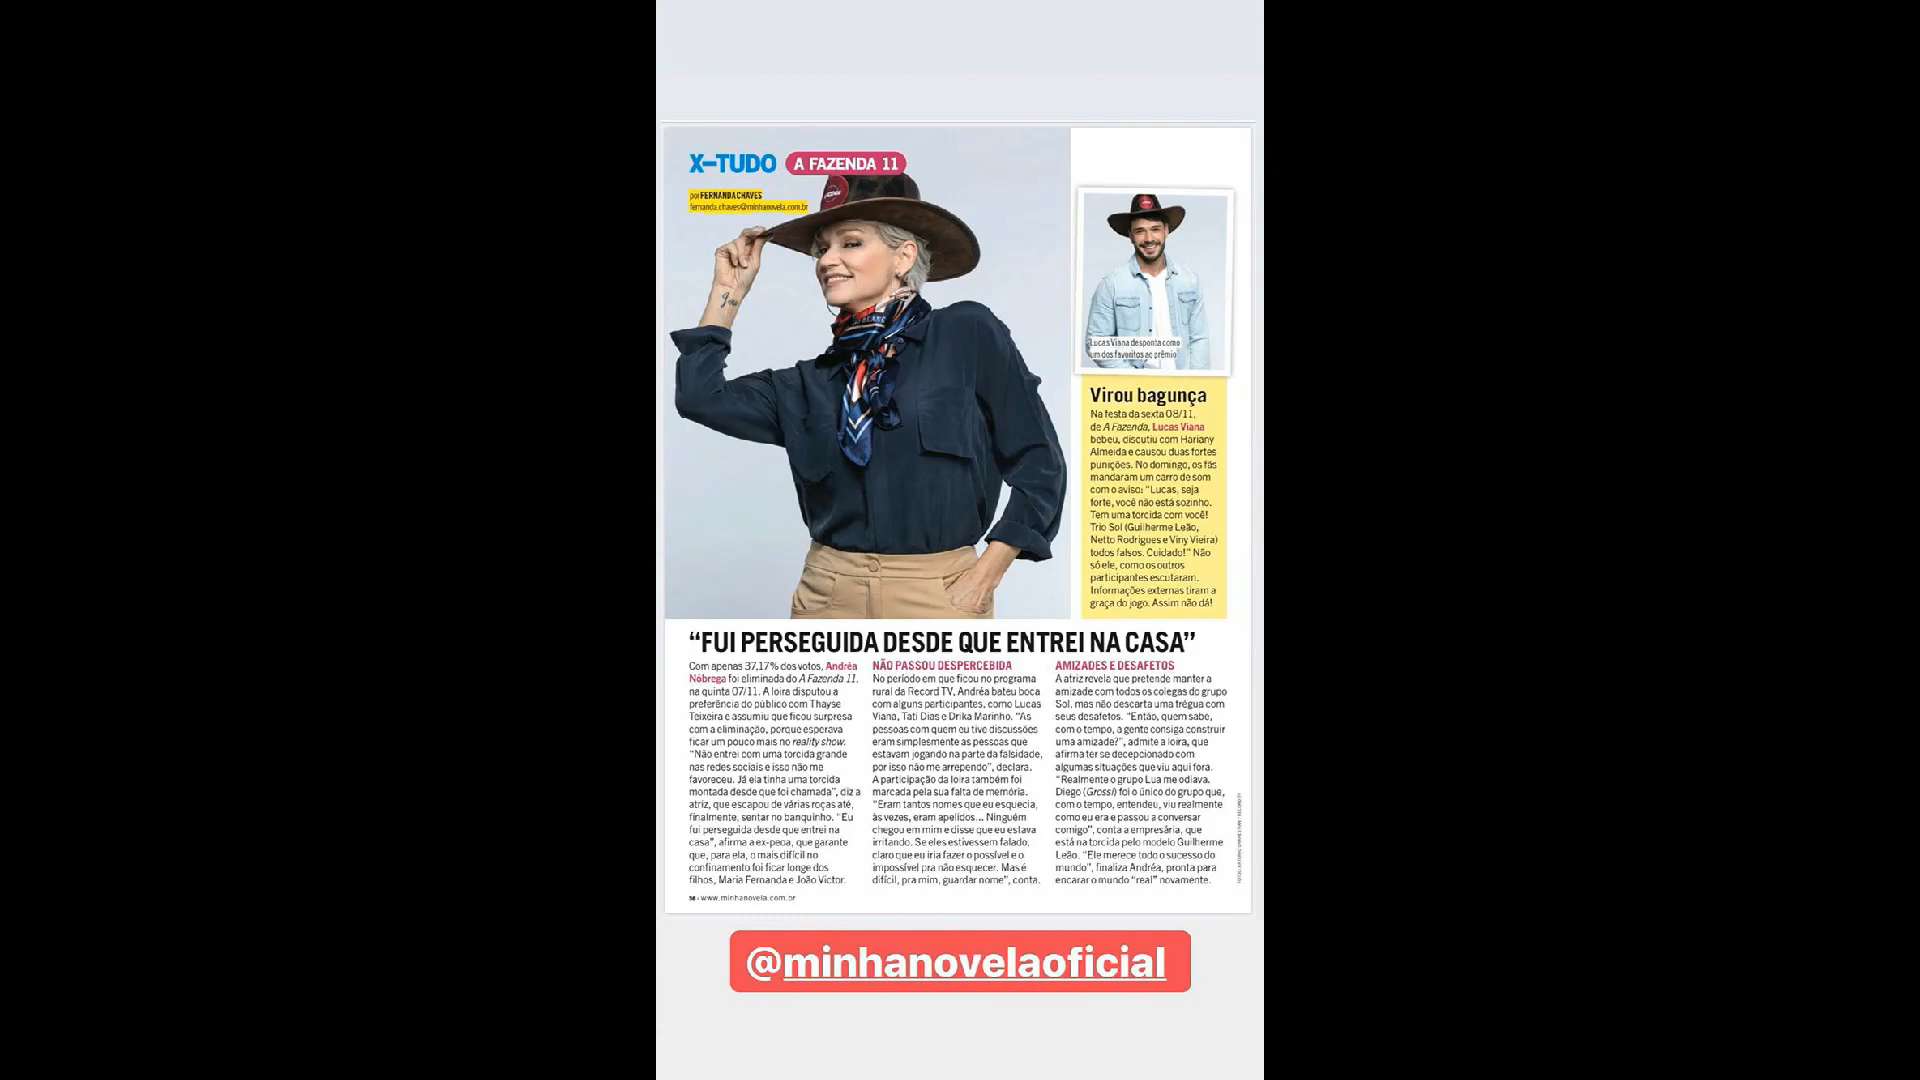 X-TUDO A FAZENDA 11
por FERNANDA CHAVES
fernanda.chaves@minhanovela.com.br
Lucas Viana desponta como
um dos favoritos ao prêmio
Virou bagunça
Na festa da sexta 08/11,
de A Fazenda, Lucas Viana
bebeu, discutiu com Hariany
Almeida e causou duas fortes
punições. No domingo, os fãs
mandaram um carro de som
com o aviso: "Lucas, seja
forte, você não está sozinho.
Tem uma torcida com você!
Trio Sol (Guilherme Leão,
Netto Rodrigues e Viny Vieira)
todos falsos. Cuidado!" Não
só ele, como os outros
participantes escutaram.
Informações externas tiram a
graça do jogo. Assim não dá!
“FUI PERSEGUIDA DESDE QUE ENTREI NA CASA”
Com apenas 37,17% dos votos, Andréa
Nóbrega foi eliminada do A Fazenda 11,
na quinta 07/11. A loira disputou a
preferência do público com Thayse
Teixeira e assumiu que ficou surpresa
com a eliminação, porque esperava
ficar um pouco mais no reality show.
“Não entrei com uma torcida grande
nas redes sociais e isso não me
favoreceu. Já ela tinha uma torcida
montada desde que foi chamada”, diz a
atriz, que escapou de várias roças até,
finalmente, sentar no banquinho. “Eu
fui perseguida desde que entrei na
casa”, afirma a ex-peoa, que garante
que, para ela, o mais difícil no
confinamento foi ficar longe dos
filhos, Maria Fernanda e João Victor.
NÃO PASSOU DESPERCEBIDA
No período em que ficou no programa
rural da Record TV, Andréa bateu boca
com alguns participantes, como Lucas
Viana, Tati Dias e Drika Marinho. “As
pessoas com quem eu tive discussões
eram simplesmente as pessoas que
estavam jogando na parte da falsidade,
por isso não me arrependo”, declara.
A participação da loira também foi
marcada pela sua falta de memória.
“Eram tantos nomes que eu esquecia,
às vezes, eram apelidos... Ninguém
chegou em mim e disse que eu estava
irritando. Se eles estivessem falado,
claro que eu iria fazer o possível e o
impossível pra não esquecer. Mas é
difícil, pra mim, guardar nome”, conta.
AMIZADES E DESAFETOS
A atriz revela que pretende manter a
amizade com todos os colegas do grupo
Sol, mas não descarta uma trégua com
seus desafetos. “Então, quem sabe,
com o tempo, a gente consiga construir
uma amizade?”, admite a loira, que
afirma ter se decepcionado com
algumas situações que viu aqui fora.
“Realmente o grupo Lua me odiava.
Diego (Grossi) foi o único do grupo que,
com o tempo, entendeu, viu realmente
como eu era e passou a conversar
comigo”, conta a empresária, que
está na torcida pelo modelo Guilherme
Leão. “Ele merece todo o sucesso do
mundo”, finaliza Andréa, pronta para
encarar o mundo “real” novamente.
www.minhanovela.com.br
@minhanovelaoficial